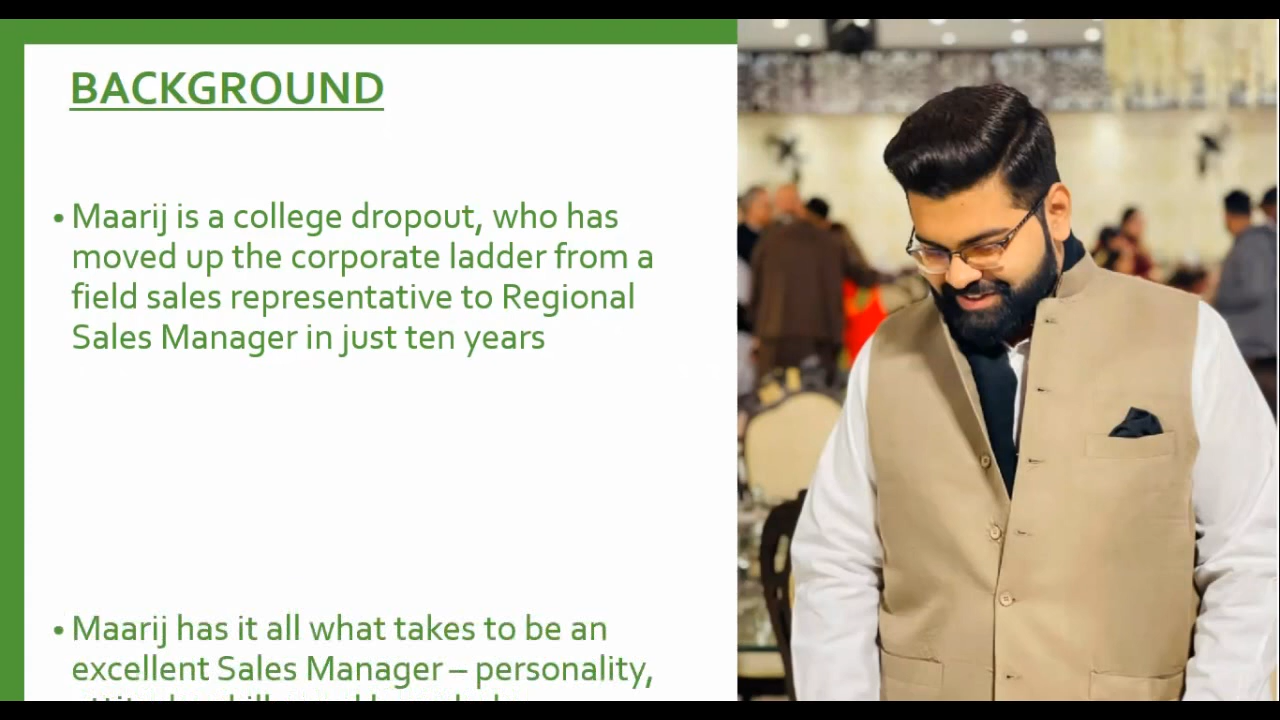 BACKGROUND
• Maarij is a college dropout, who has
moved up the corporate ladder from a
field sales representative to Regional
Sales Manager in just ten years
• Maarij has it all what takes to be an
excellent Sales Manager – personality,